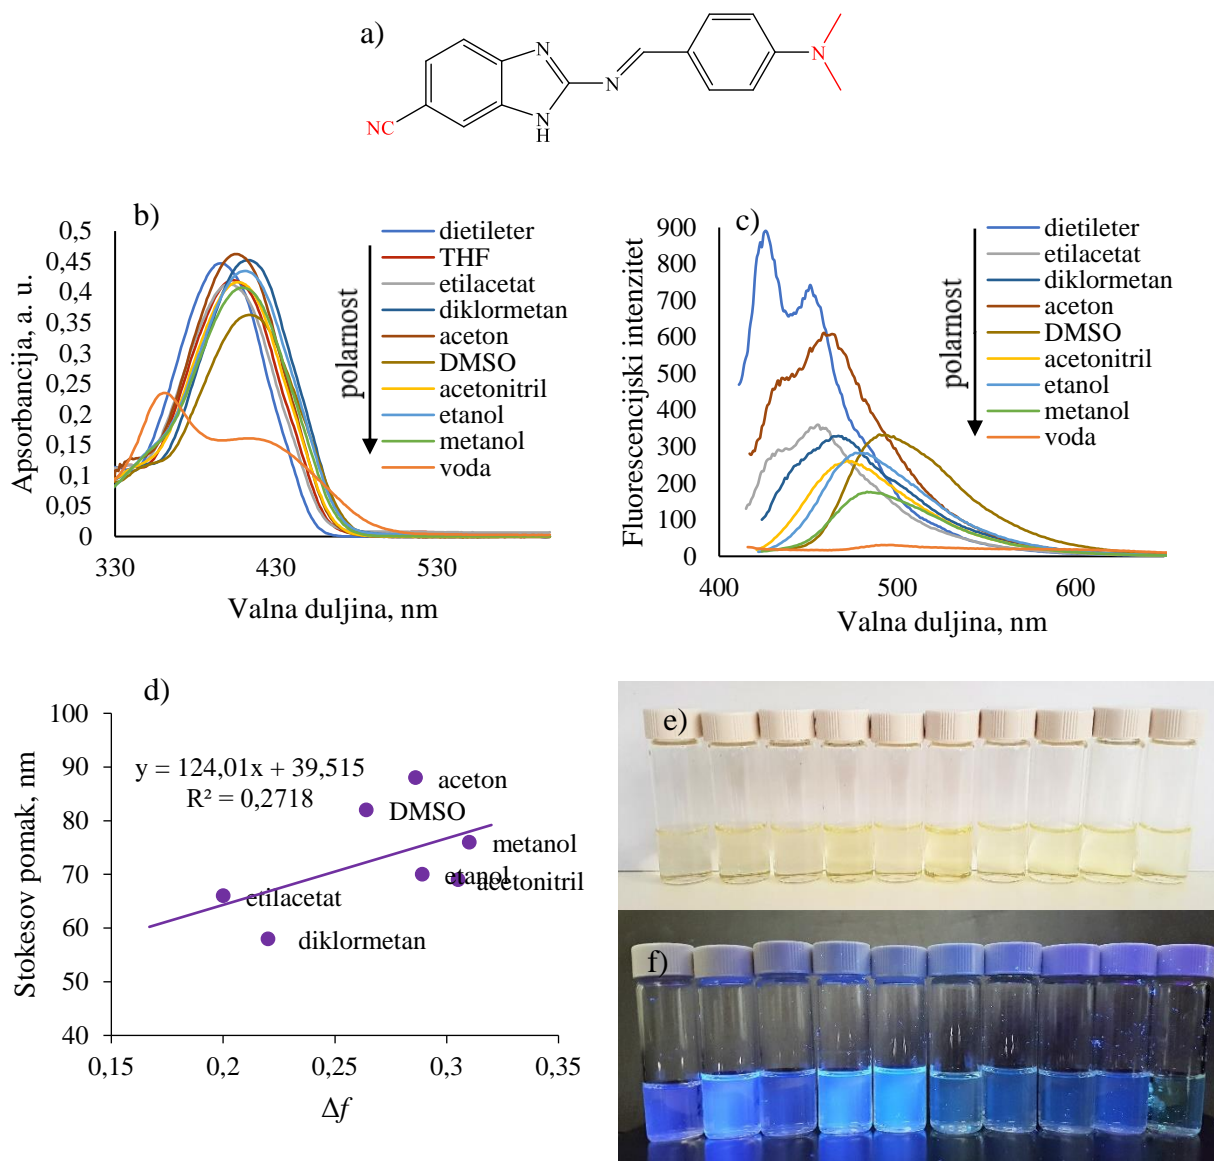 a)
N
N
H
N
N
NC
b)
Apsorbancija, a. u.
0,5
0,45
0,4
0,35
0,3
0,25
0,2
0,15
0,1
0,05
0
330
430
530
Valna duljina, nm
polarnost
dietileter
THF
etilacetat
diklormetan
aceton
DMSO
acetonitril
etanol
metanol
voda
c)
Fluorescencijski intenzitet
900
800
700
600
500
400
300
200
100
0
400
500
600
Valna duljina, nm
polarnost
dietileter
etilacetat
diklormetan
aceton
DMSO
acetonitril
etanol
metanol
voda
d)
Stokesov pomak, nm
100
90
80
70
60
50
40
0,15
0,2
0,25
0,3
0,35
Δf
y = 124,01x + 39,515
R² = 0,2718
aceton
DMSO
metanol
etanol
acetonitril
etilacetat
diklormetan
e)
f)